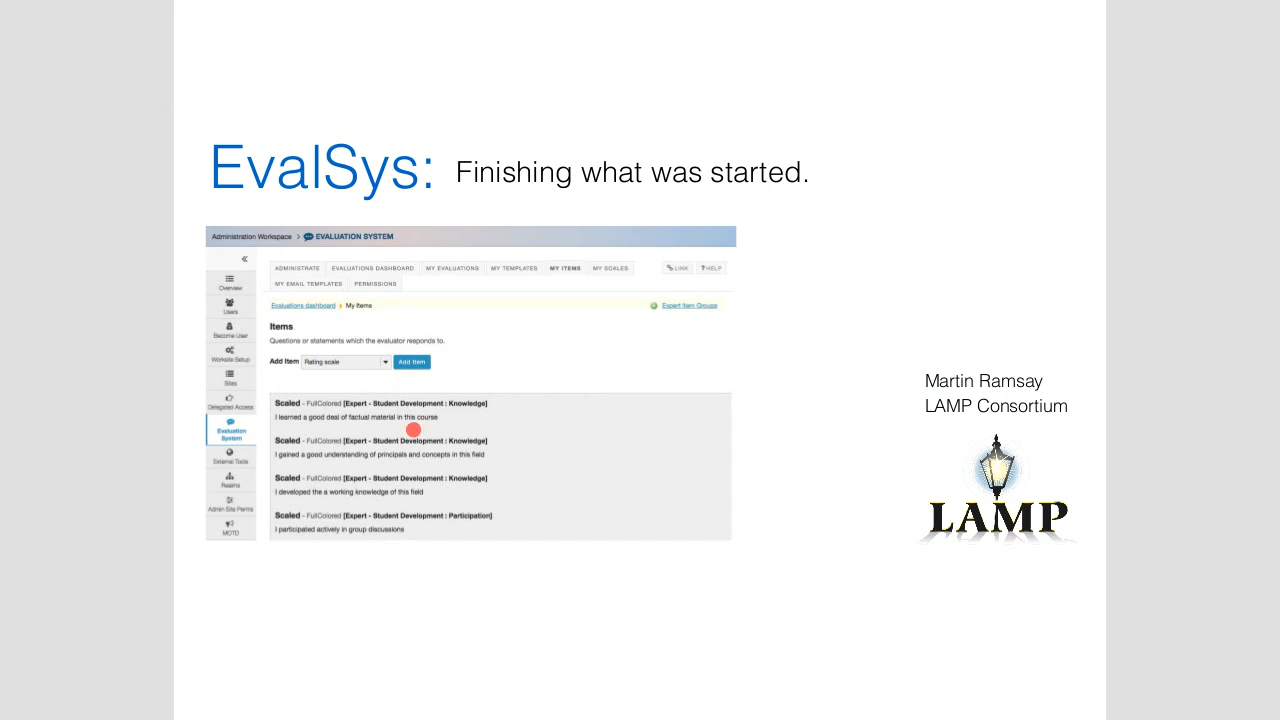 EvalSys: Finishing what was started.
Administration Workspace > EVALUATION SYSTEM
«
ADMINISTRATE EVALUATIONS DASHBOARD MY EVALUATIONS MY TEMPLATES MY ITEMS MY SCALES LINK ? HELP
MY EMAIL TEMPLATES PERMISSIONS
Overview
Users
Become User
Worksite Setup
Sites
Delegated Access
Evaluation
System
External Tools
Realms
Admin Site Perms
MOTD
Evaluations dashboard My Items Expert Item Groups
Items
Questions or statements which the evaluator responds to.
Add Item Rating scale Add Item
Scaled - FullColored [Expert - Student Development : Knowledge]
I learned a good deal of factual material in this course
Scaled - FullColored [Expert - Student Development : Knowledge]
I gained a good understanding of principals and concepts in this field
Scaled - FullColored [Expert - Student Development : Knowledge]
I developed the a working knowledge of this field
Scaled - FullColored [Expert - Student Development : Participation]
I participated actively in group discussions
Martin Ramsay
LAMP Consortium
LAMP